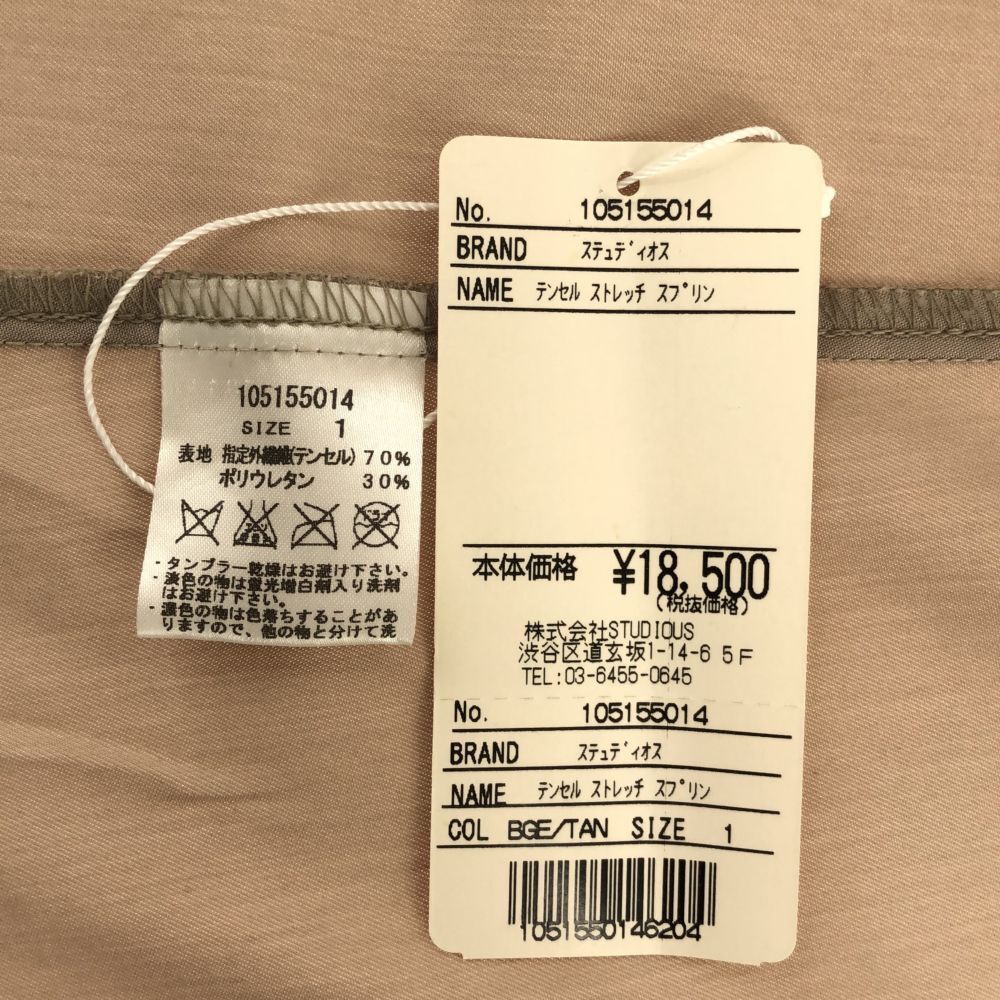 105155014
SIZE 1
表地 指定外繊維(テンセル) 70%
ポリウレタン 30%
・タンブラー乾燥はお避け下さい。
・淡色の物は蛍光増白剤入り洗剤
はお避け下さい。
・濃色の物は色落ちすることがあ
りますので、他の物と分けて洗
No. 105155014
BRAND ｽﾃｭﾃﾞｨｵｽ
NAME ﾃﾝｾﾙ ｽﾄﾚｯﾁ ｽﾌﾟﾘﾝ
本体価格 ¥18,500
(税抜価格)
株式会社STUDIOUS
渋谷区道玄坂1-14-6 5F
TEL:03-6455-0645
No. 105155014
BRAND ｽﾃｭﾃﾞｨｵｽ
NAME ﾃﾝｾﾙ ｽﾄﾚｯﾁ ｽﾌﾟﾘﾝ
COL BGE/TAN SIZE 1
1051550146204